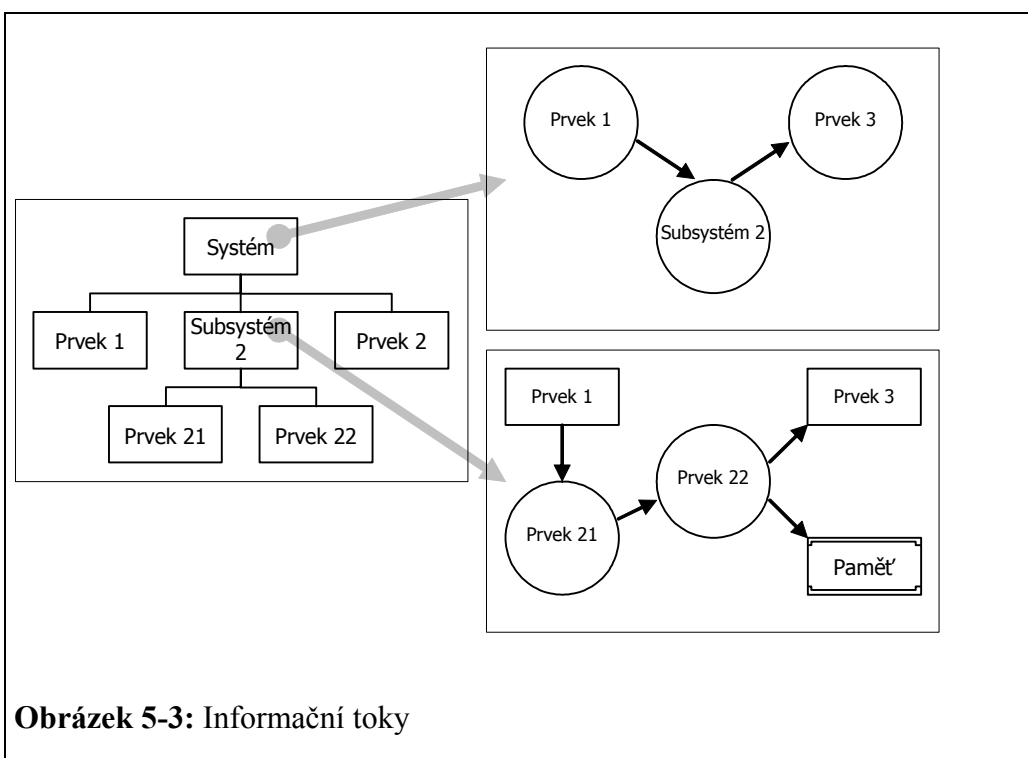 Prvek 1
Prvek 3
Subsystém 2
Systém
Prvek 1
Subsystém
2
Prvek 2
Prvek 21
Prvek 22
Prvek 1
Prvek 3
Prvek 22
Prvek 21
Paměť
Obrázek 5-3: Informační toky